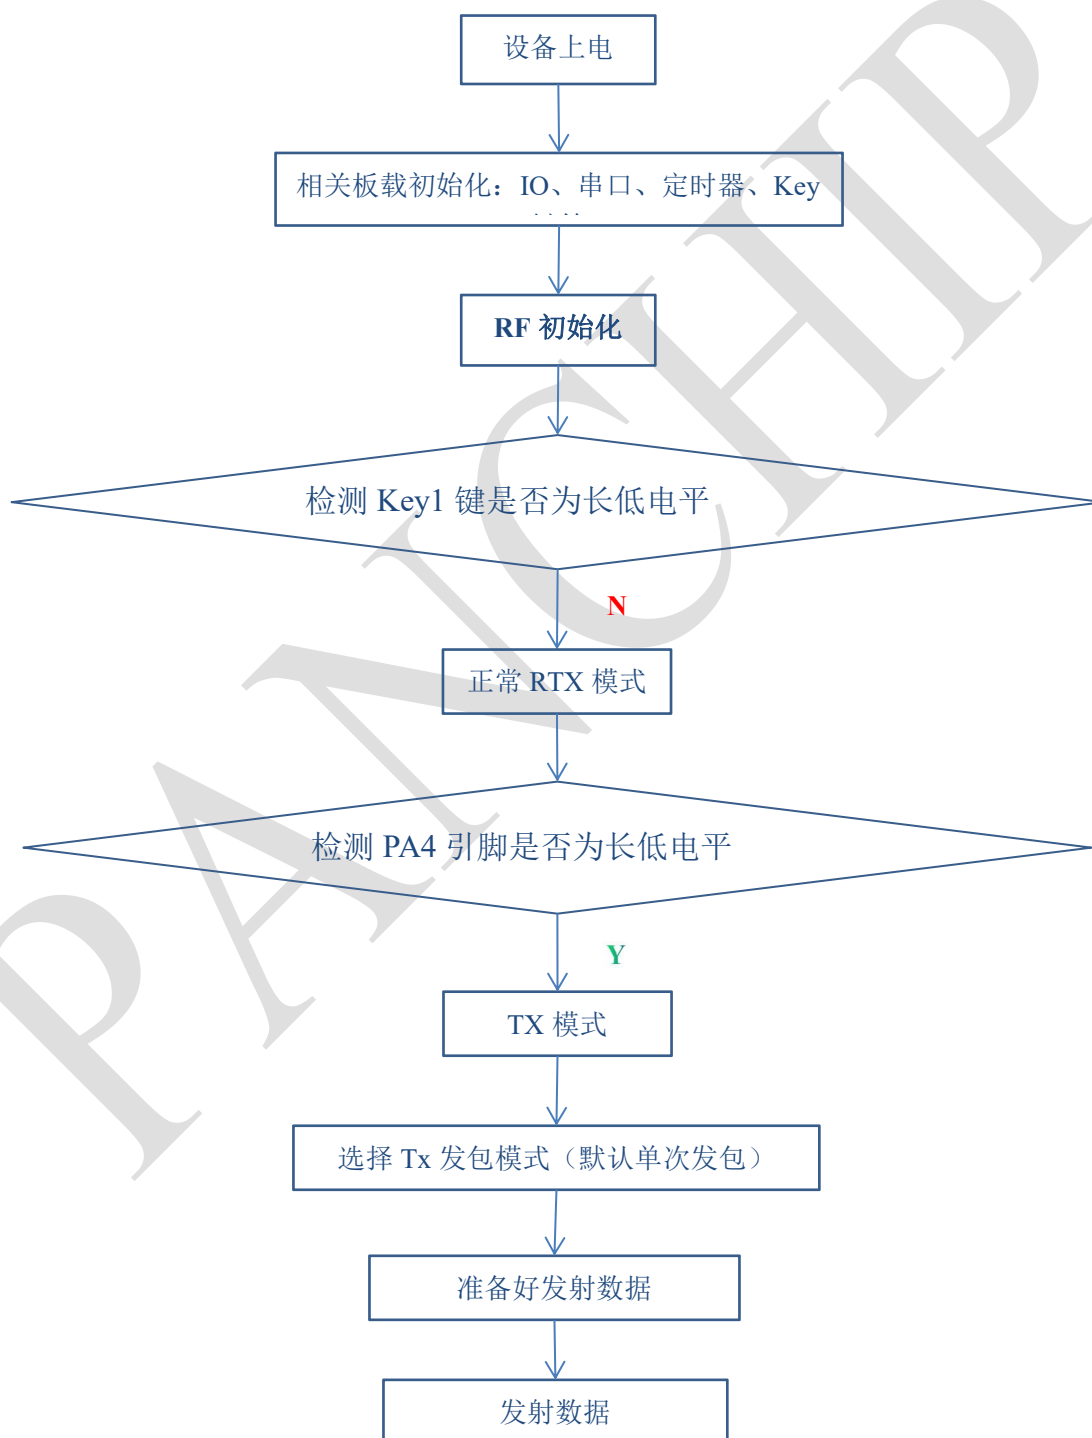 设备上电
相关板载初始化：IO、串口、定时器、Key
RF 初始化
检测 Key1 键是否为长低电平
N
正常 RTX 模式
检测 PA4 引脚是否为长低电平
Y
TX 模式
选择 Tx 发包模式（默认单次发包）
准备好发射数据
发射数据
PANCHIP